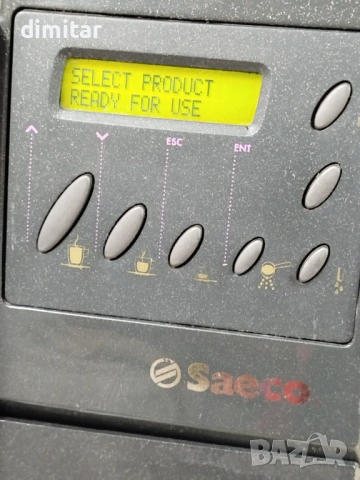 dimitar
SELECT PRODUCT
READY FOR USE
ESC
ENT
Saeco
BAZAR